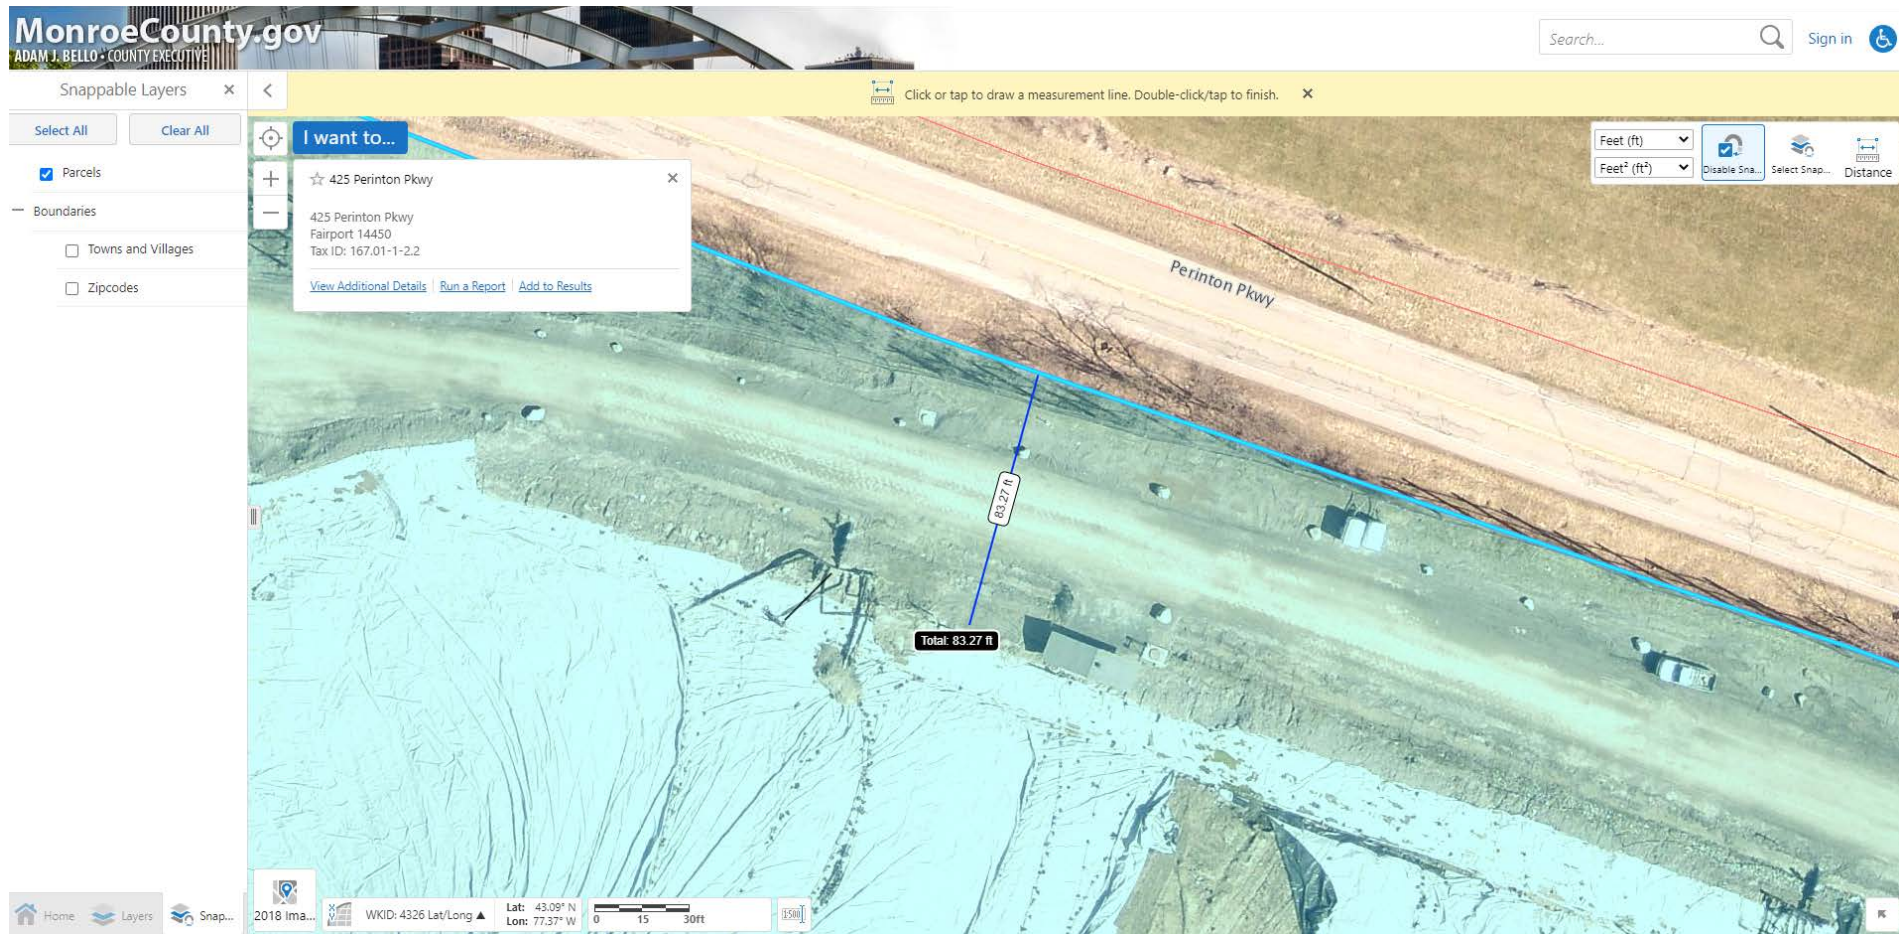 MonroeCounty.gov
ADAM J. BELLO • COUNTY EXECUTIVE
Search...
Sign in
Snappable Layers
Click or tap to draw a measurement line. Double-click/tap to finish.
Select All
Clear All
Parcels
Boundaries
Towns and Villages
Zipcodes
I want to...
425 Perinton Pkwy
425 Perinton Pkwy
Fairport 14450
Tax ID: 167.01-1-2.2
View Additional Details
Run a Report
Add to Results
Feet (ft)
Feet² (ft²)
Disable Sna...
Select Snap...
Distance
Perinton Pkwy
83.27 ft
Total: 83.27 ft
Home
Layers
Snap...
2018 Ima...
WKID: 4326 Lat/Long ▲
Lat: 43.09° N
Lon: 77.37° W
0 15 30ft
1:500